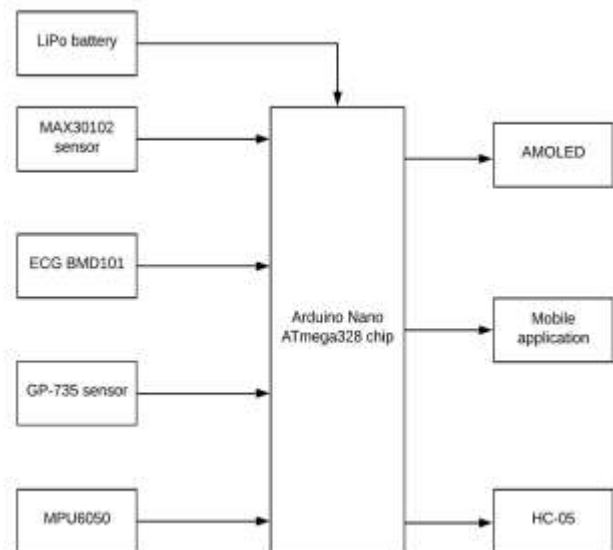 LiPo battery
MAX30102
sensor
AMOLED
ECG BMD101
Arduino Nano
ATmega328 chip
Mobile
application
GP-735 sensor
MPU6050
HC-05